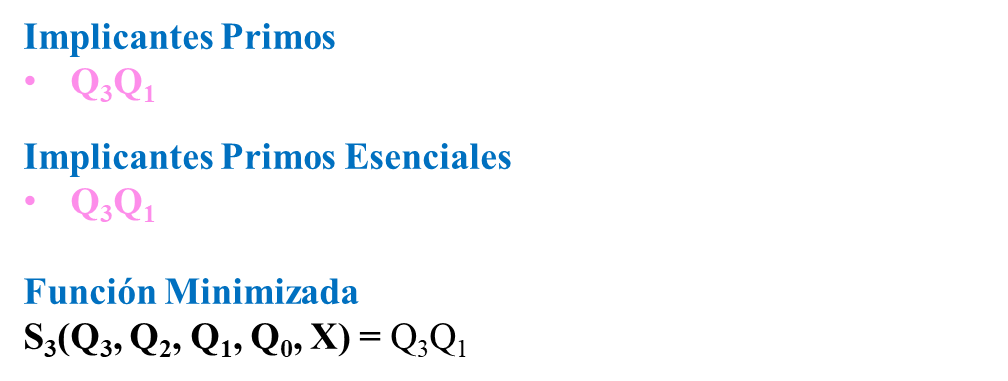 Implicantes Primos
• Q₃Q₁
Implicantes Primos Esenciales
• Q₃Q₁
Función Minimizada
S₃(Q₃, Q₂, Q₁, Q₀, X) = Q₃Q₁